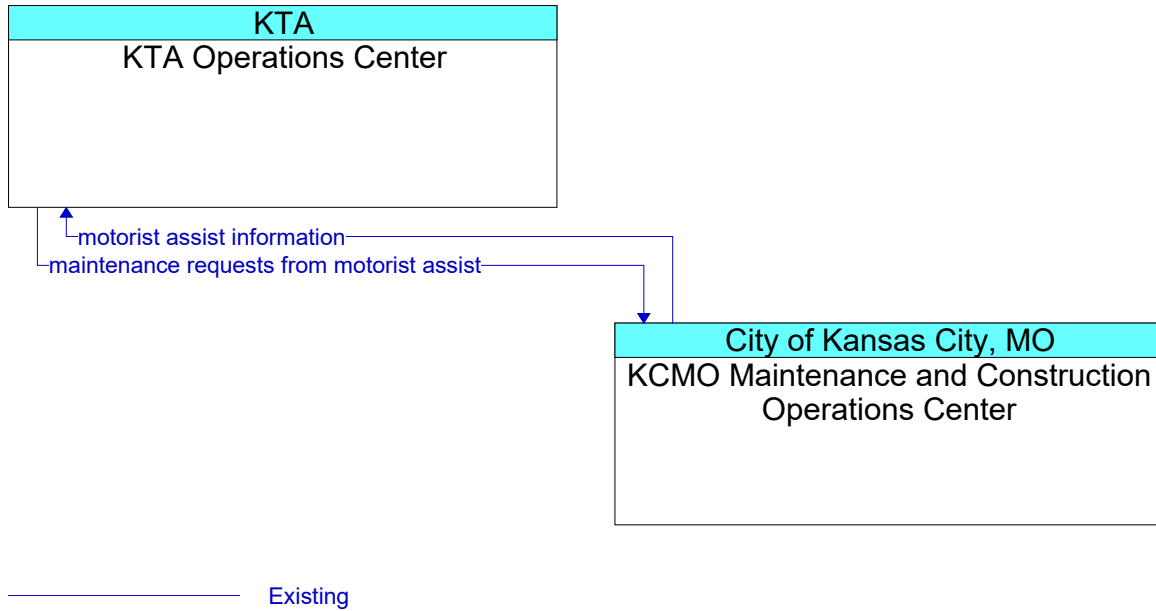 KTA
KTA Operations Center
motorist assist information
maintenance requests from motorist assist
City of Kansas City, MO
KCMO Maintenance and Construction
Operations Center
Existing